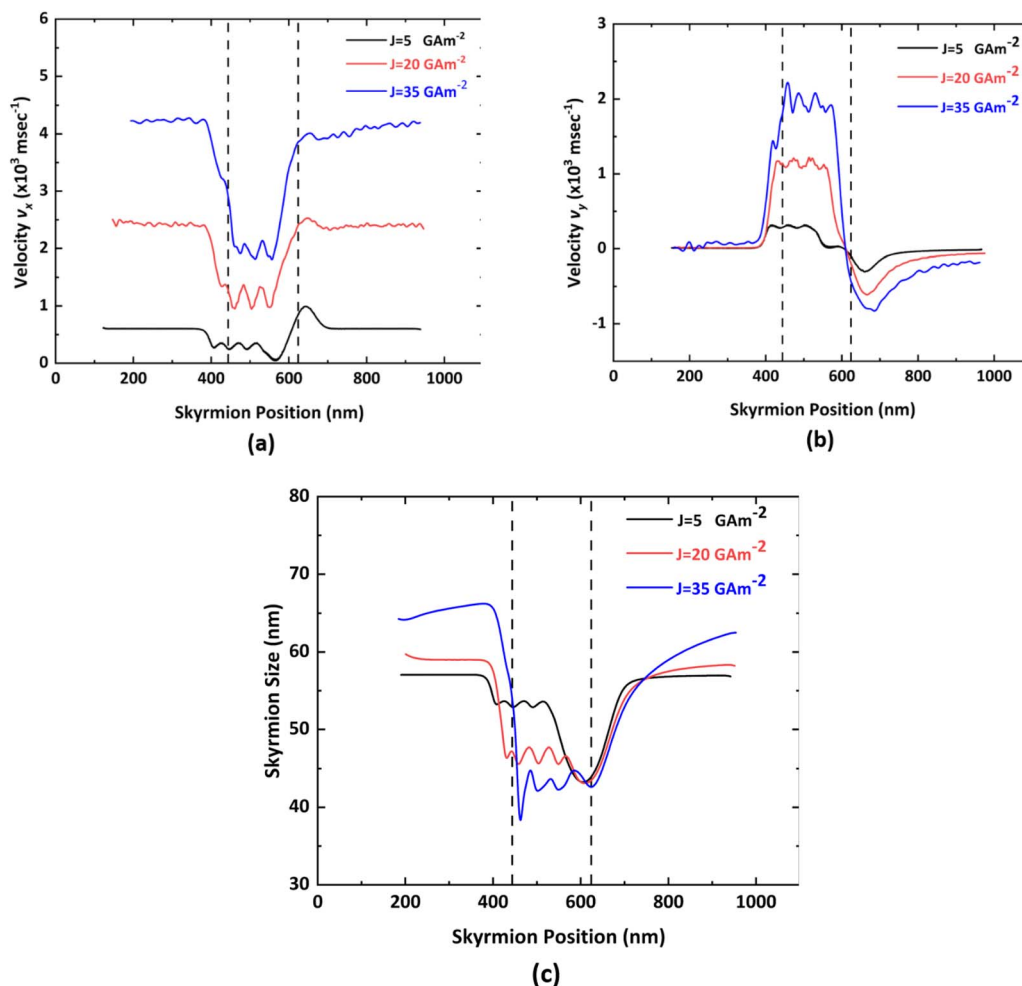 6
5
4
3
2
1
0
0 200 400 600 800 1000
Velocity vₓ (x10³ msec⁻¹)
Skyrmion Position (nm)
J=5 GAm⁻²
J=20 GAm⁻²
J=35 GAm⁻²
(a)
3
2
1
0
-1
0 200 400 600 800 1000
Velocity vᵧ (x10³ msec⁻¹)
Skyrmion Position (nm)
J=5 GAm⁻²
J=20 GAm⁻²
J=35 GAm⁻²
(b)
80
70
60
50
40
30
0 200 400 600 800 1000
Skyrmion Size (nm)
Skyrmion Position (nm)
J=5 GAm⁻²
J=20 GAm⁻²
J=35 GAm⁻²
(c)